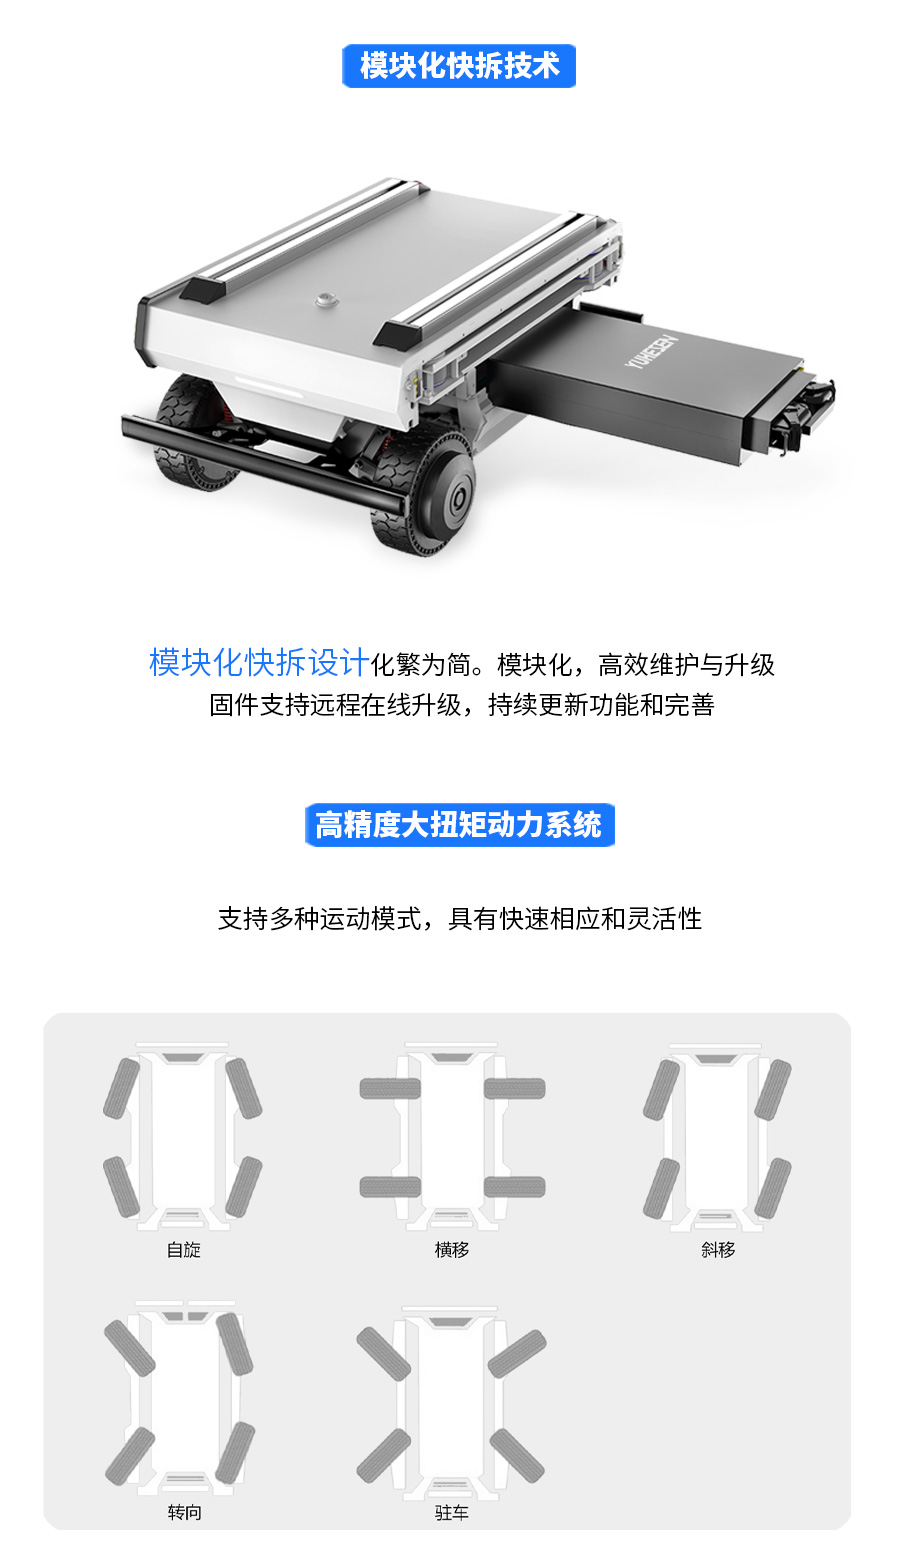 模块化快拆技术
YUHESEN
模块化快拆设计化繁为简。模块化，高效维护与升级
固件支持远程在线升级，持续更新功能和完善
高精度大扭矩动力系统
支持多种运动模式，具有快速相应和灵活性
自旋
横移
斜移
转向
驻车